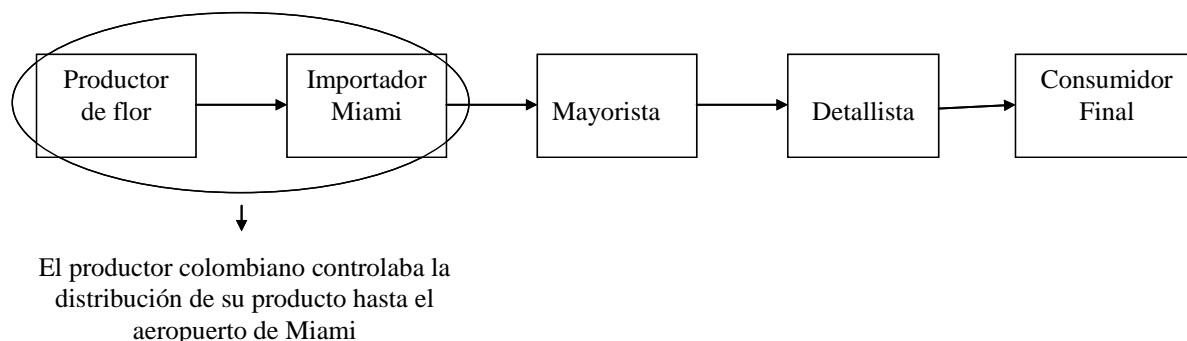 Productor
de flor
Importador
Miami
Mayorista
Detallista
Consumidor
Final
El productor colombiano controlaba la
distribución de su producto hasta el
aeropuerto de Miami